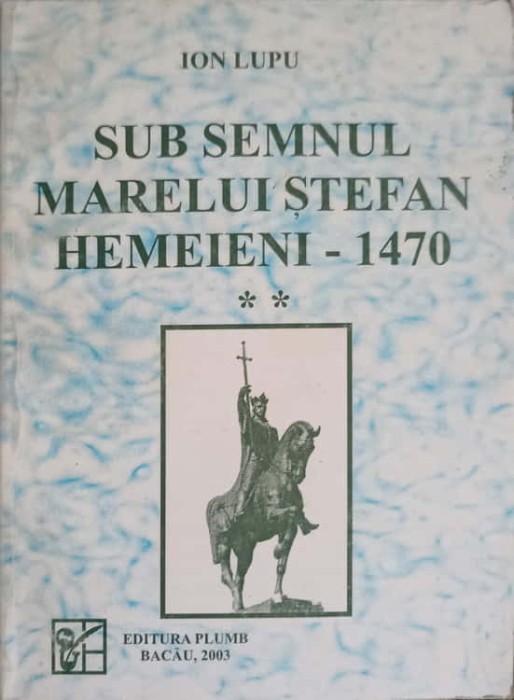 ION LUPU
SUB SEMNUL
MARELUI ȘTEFAN
HEMEIENI - 1470
* *
EDITURA PLUMB
BACĂU, 2003